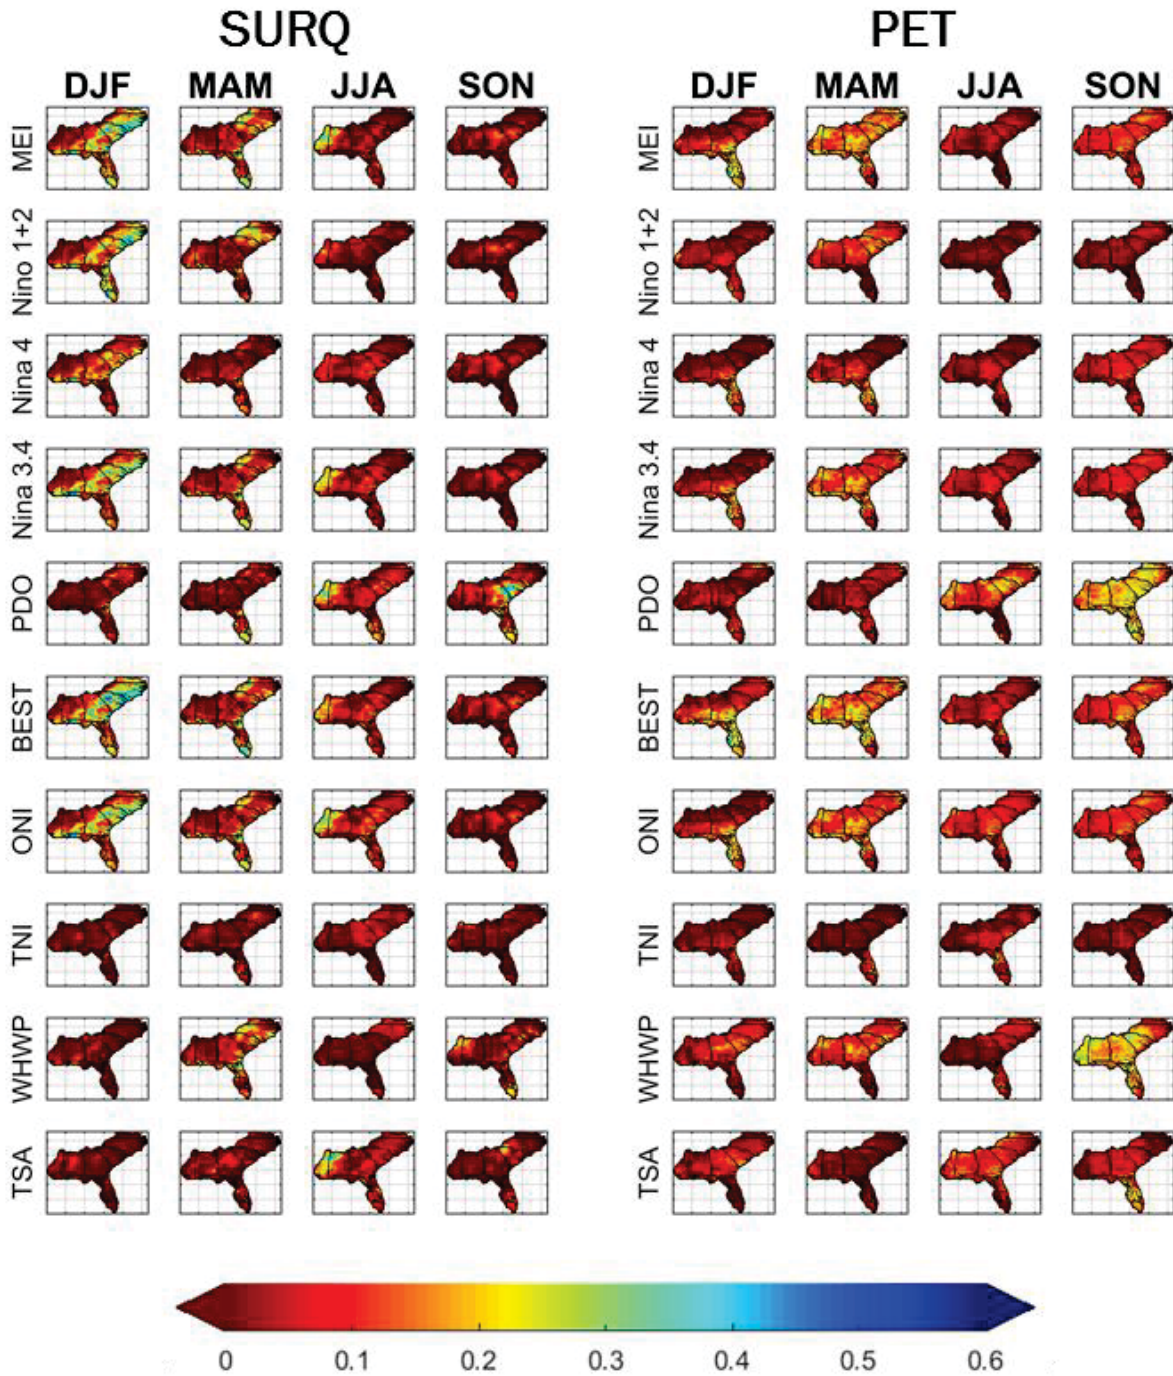 SURQ PET
DJF MAM JJA SON DJF MAM JJA SON
MEI MEI
Nino 1+2 Nino 1+2
Nina 4 Nina 4
Nina 3.4 Nina 3.4
PDO PDO
BEST BEST
ONI ONI
TNI TNI
WHWP WHWP
TSA TSA
0 0.1 0.2 0.3 0.4 0.5 0.6